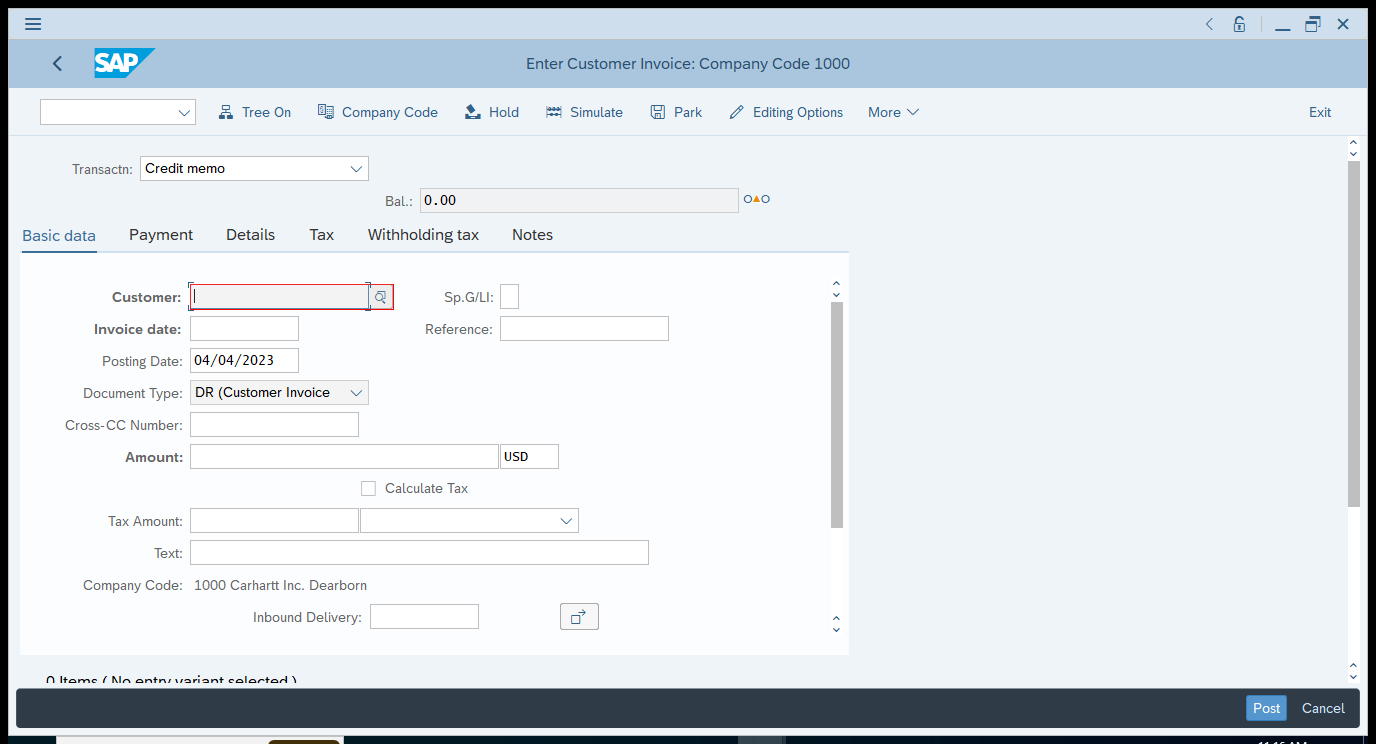 SAP
Enter Customer Invoice: Company Code 1000
Tree On Company Code Hold Simulate Park Editing Options More Exit
Transactn: Credit memo
Bal.: 0.00
Basic data Payment Details Tax Withholding tax Notes
Customer: Sp.G/LI:
Invoice date: Reference:
Posting Date: 04/04/2023
Document Type: DR (Customer Invoice
Cross-CC Number:
Amount: USD
Calculate Tax
Tax Amount:
Text:
Company Code: 1000 Carhartt Inc. Dearborn
Inbound Delivery:
0 Items ( No entry variant selected )
Post Cancel